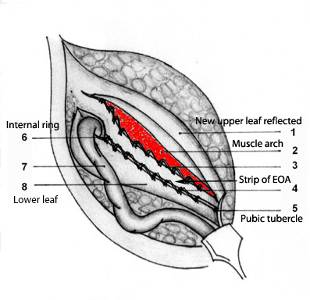 New upper leaf reflected
1
Internal ring
6
Muscle arch
2
7
3
Strip of EOA
8
4
Lower leaf
5
Pubic tubercle